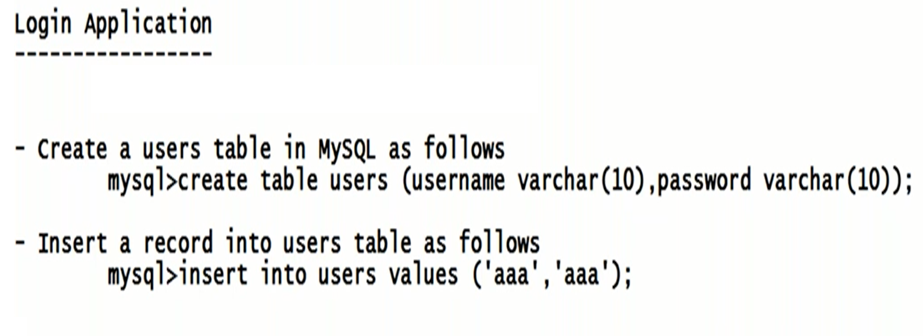 Login Application
-----------------
- Create a users table in MySQL as follows
mysql>create table users (username varchar(10),password varchar(10));
- Insert a record into users table as follows
mysql>insert into users values ('aaa','aaa');